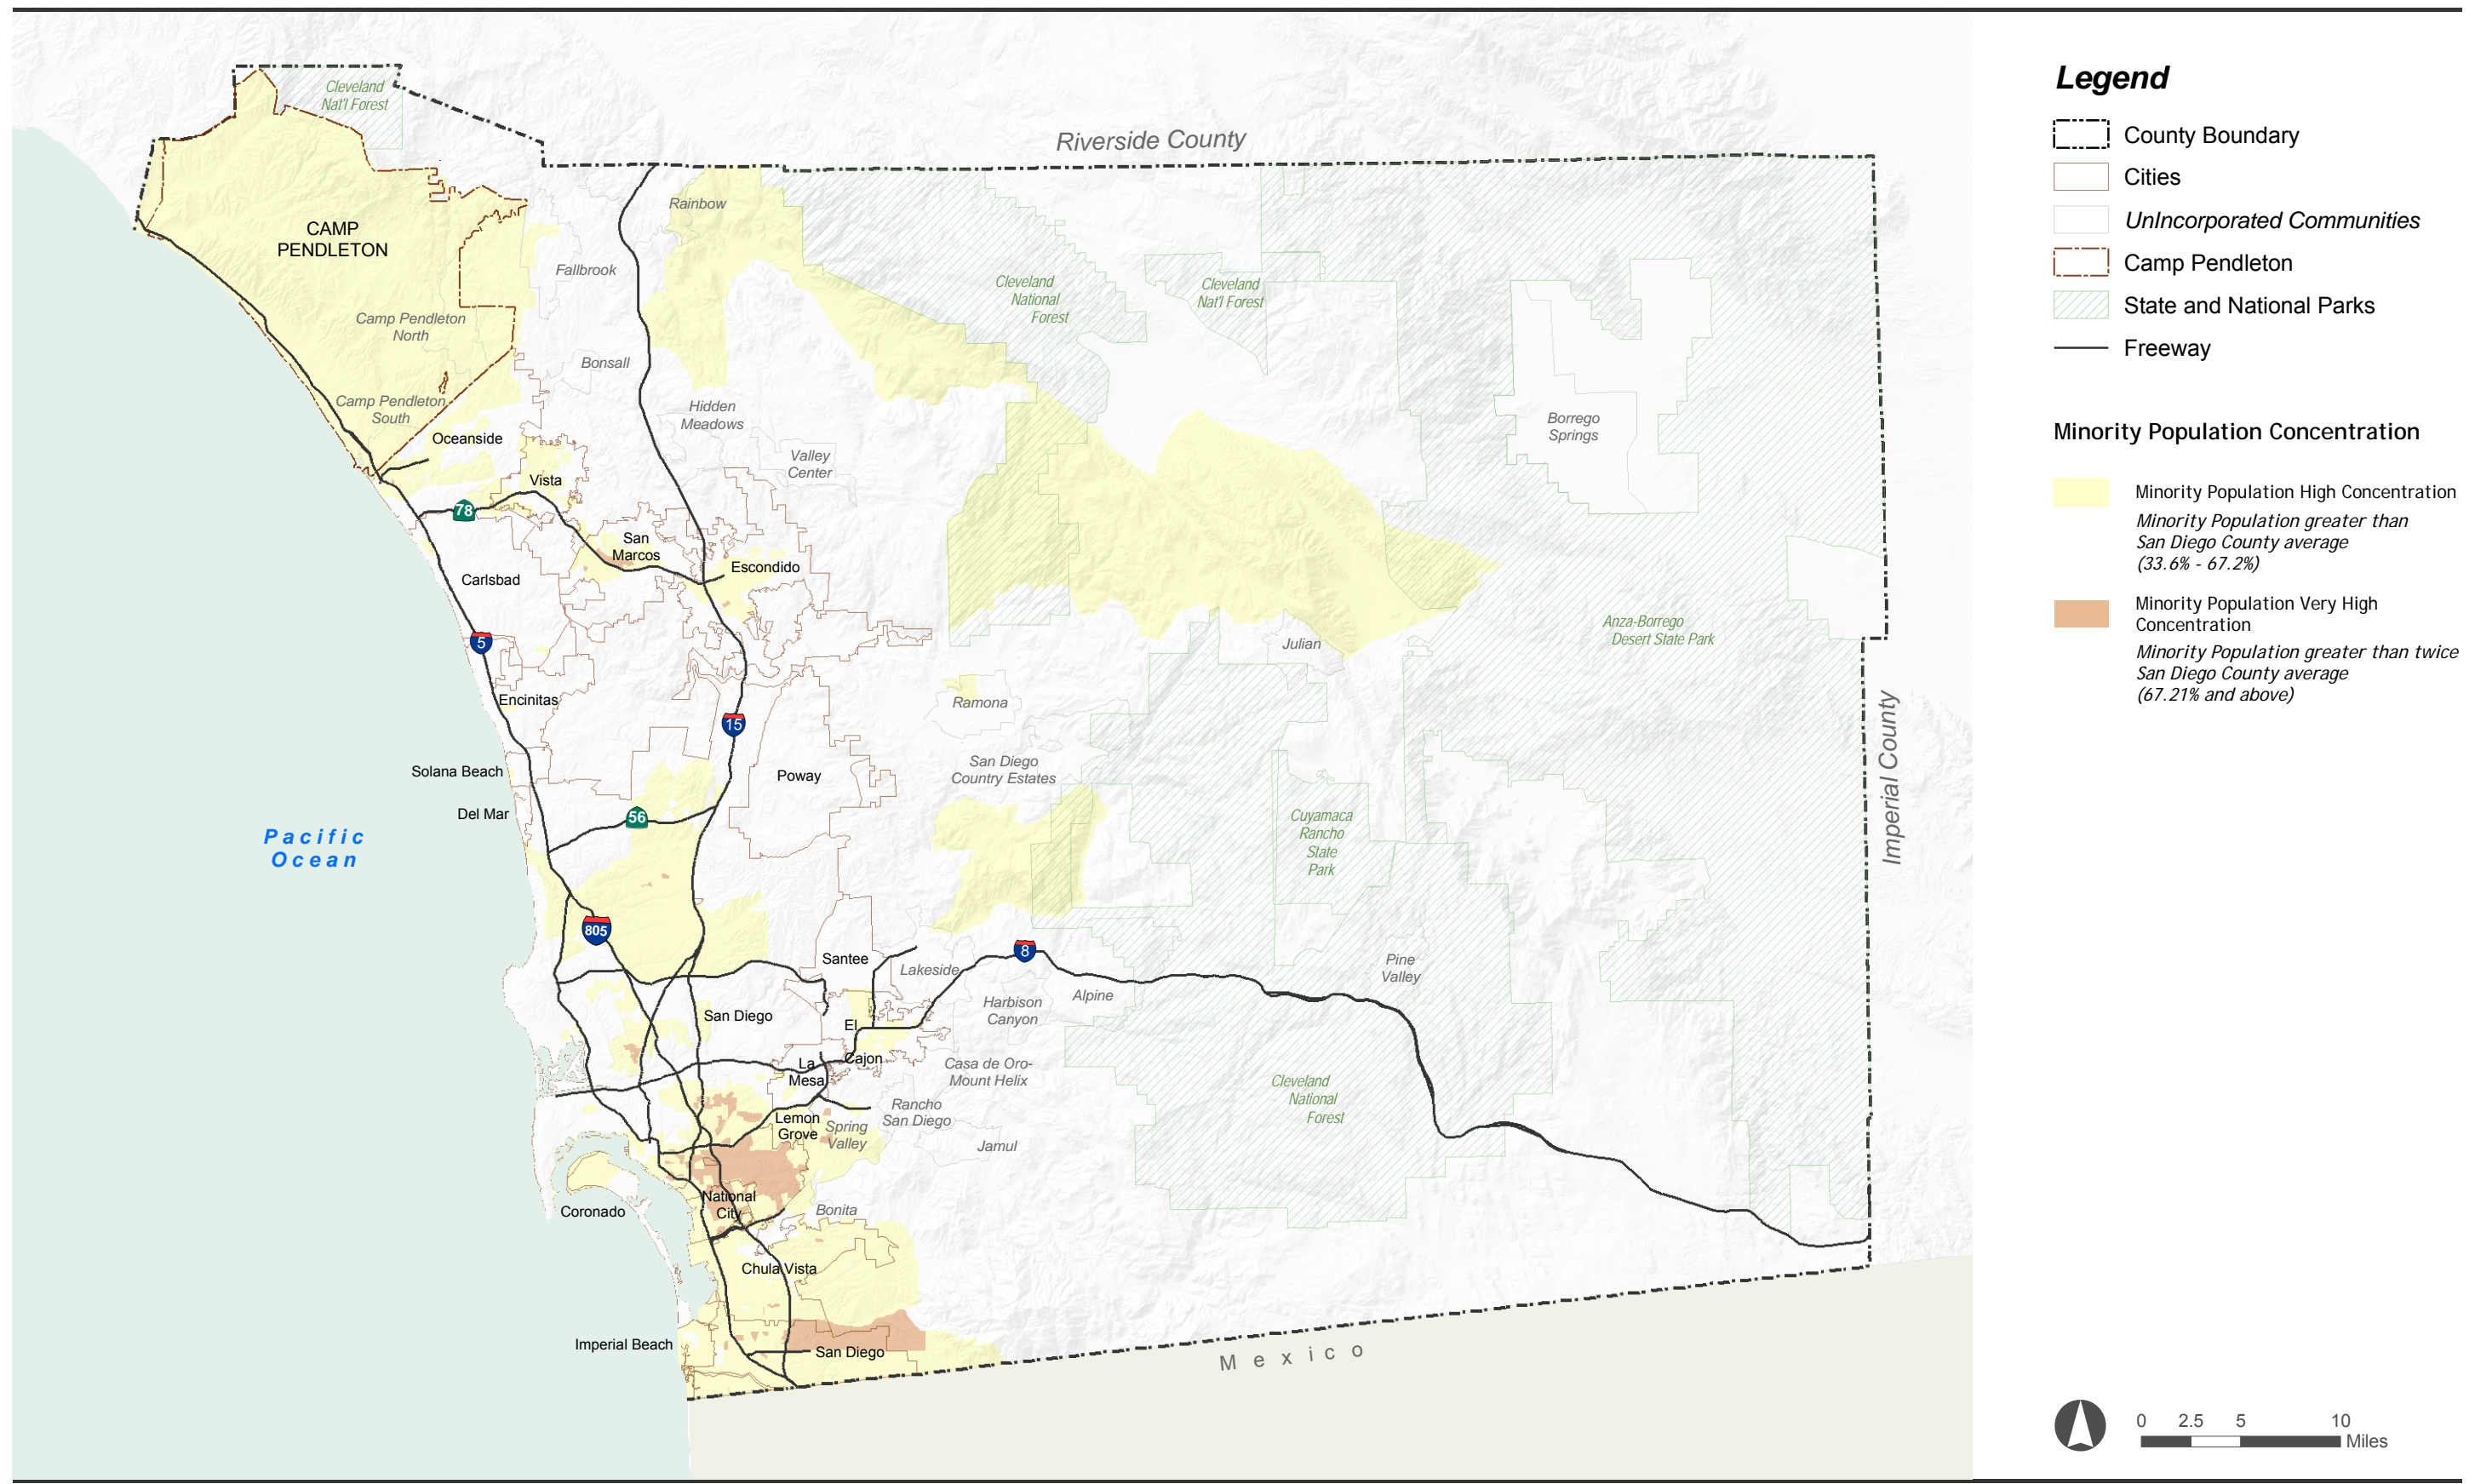 Cleveland
Nat'l Forest
Riverside County
Rainbow
CAMP
PENDLETON
Fallbrook
Cleveland
National
Forest
Cleveland
Nat'l Forest
Camp Pendleton
North
Bonsall
Camp Pendleton
South
Hidden
Meadows
Borrego
Springs
Oceanside
Valley
Center
Vista
78
San
Marcos
Escondido
Carlsbad
5
Anza-Borrego
Desert State Park
Julian
Encinitas
Ramona
15
Imperial County
Solana Beach
Poway
San Diego
Country Estates
Del Mar
56
Pacific
Ocean
Cuyamaca
Rancho
State
Park
805
Santee
Lakeside
8
Pine
Valley
Alpine
Harbison
Canyon
San Diego
El
Cajon
La
Mesa
Casa de Oro-
Mount Helix
Cleveland
National
Forest
Rancho
San Diego
Lemon
Grove
Spring
Valley
Jamul
National
City
Coronado
Bonita
Chula Vista
Imperial Beach
San Diego
Mexico
Legend
County Boundary
Cities
UnIncorporated Communities
Camp Pendleton
State and National Parks
Freeway
Minority Population Concentration
Minority Population High Concentration
Minority Population greater than
San Diego County average
(33.6% - 67.2%)
Minority Population Very High
Concentration
Minority Population greater than twice
San Diego County average
(67.21% and above)
0 2.5 5 10
Miles